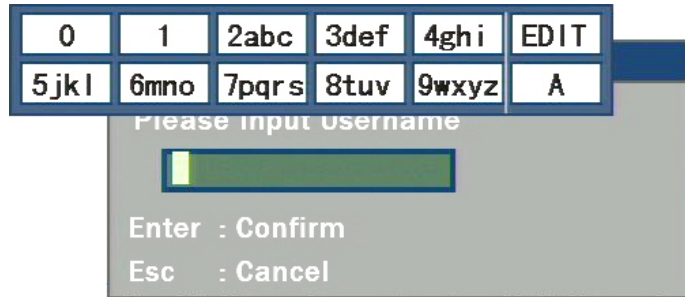 0 1 2abc 3def 4ghi EDIT
5jkl 6mno 7pqrs 8tuv 9wxyz A
Please Input Username
Enter : Confirm
Esc : Cancel